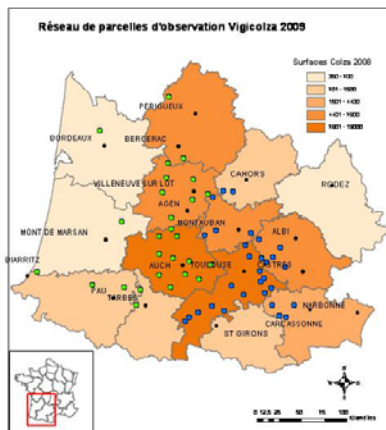 Réseau de parcelles d'observation Vigicolza 2009
Surfaces Colza 2008
PERIGUEUX
BORDEAUX
BERGERAC
CAHORS
VILLENEUVE SUR LOT
RODEZ
AGEN
MONTAUBAN
MONT DE MARSAN
ALBI
BIARRITZ
AUCH
TOULOUSE
CASTRES
PAU
TARBES
NARBONNE
CARCASSONNE
ST GIRONS